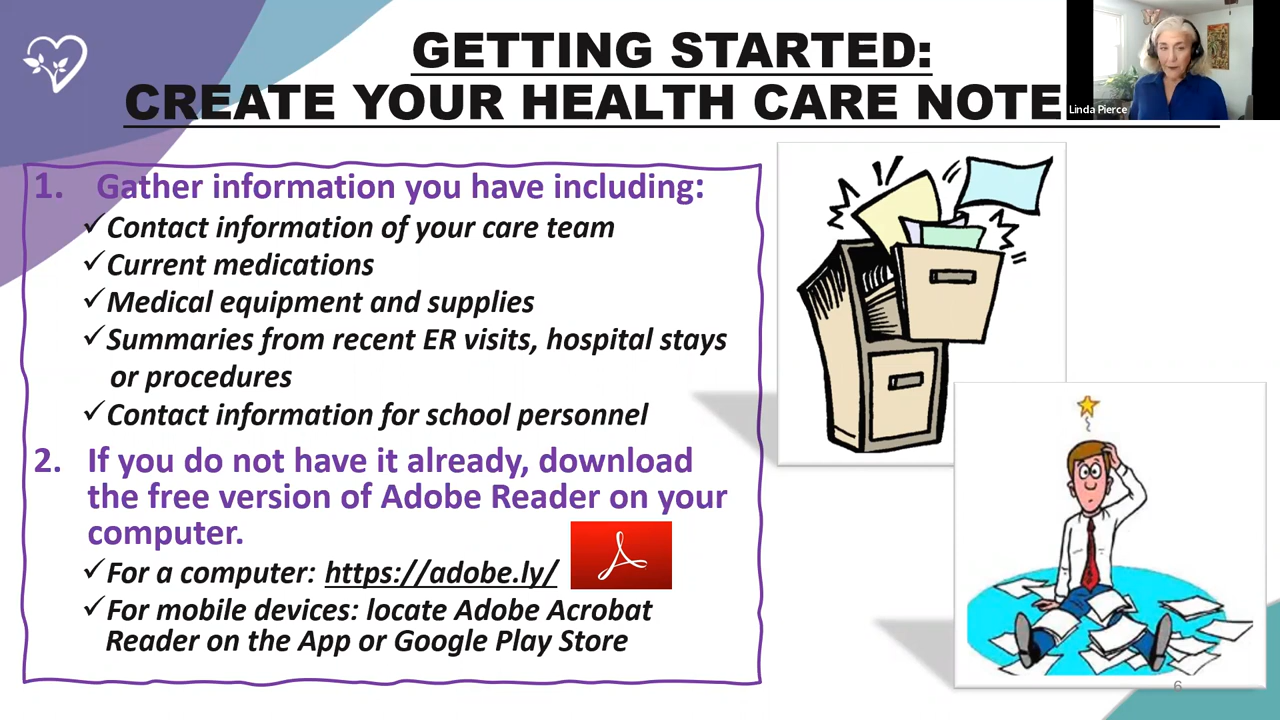 GETTING STARTED:
CREATE YOUR HEALTH CARE NOTE
Linda Pierce
1. Gather information you have including:
✓Contact information of your care team
✓Current medications
✓Medical equipment and supplies
✓Summaries from recent ER visits, hospital stays
or procedures
✓Contact information for school personnel
2. If you do not have it already, download
the free version of Adobe Reader on your
computer.
✓For a computer: https://adobe.ly/
✓For mobile devices: locate Adobe Acrobat
Reader on the App or Google Play Store
6